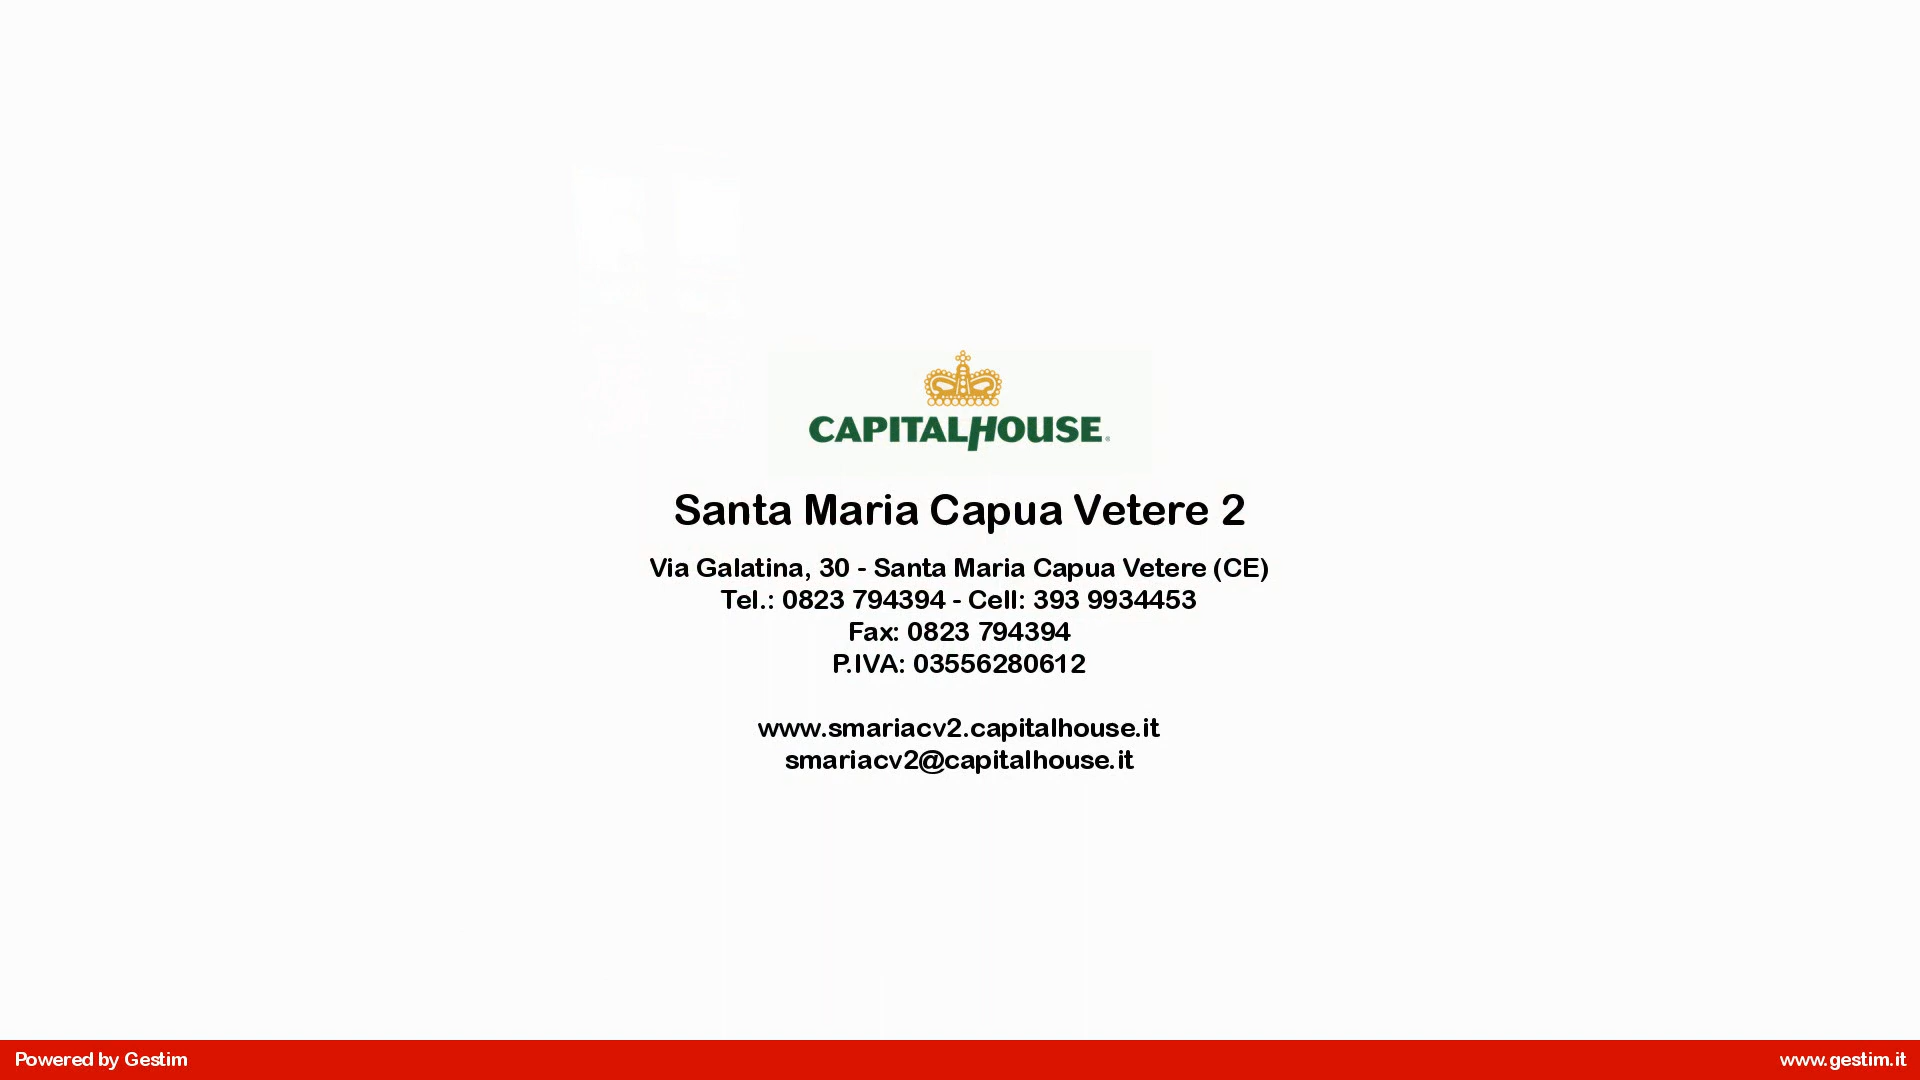 CAPITALHOUSE®
Santa Maria Capua Vetere 2
Via Galatina, 30 - Santa Maria Capua Vetere (CE)
Tel.: 0823 794394 - Cell: 393 9934453
Fax: 0823 794394
P.IVA: 03556280612
www.smariacv2.capitalhouse.it
smariacv2@capitalhouse.it
Powered by Gestim
www.gestim.it